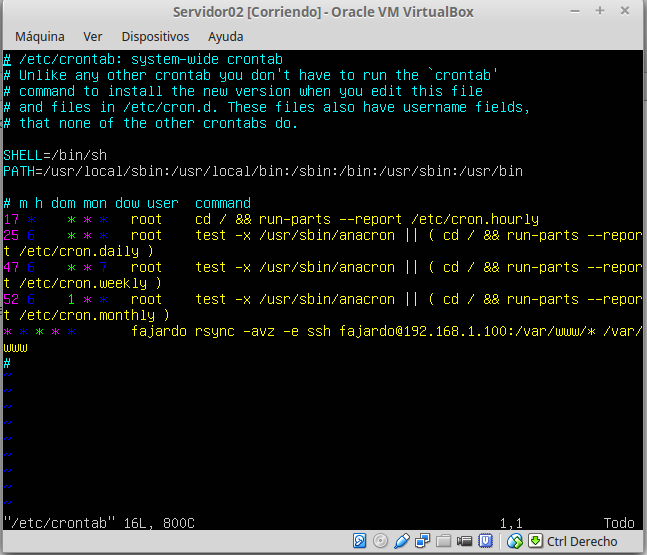 Servidor02 [Corriendo] - Oracle VM VirtualBox
Máquina Ver Dispositivos Ayuda
# /etc/crontab: system-wide crontab
# Unlike any other crontab you don't have to run the `crontab'
# command to install the new version when you edit this file
# and files in /etc/cron.d. These files also have username fields,
# that none of the other crontabs do.
SHELL=/bin/sh
PATH=/usr/local/sbin:/usr/local/bin:/sbin:/bin:/usr/sbin:/usr/bin
# m h dom mon dow user  command
17 *    * * *   root    cd / && run-parts --report /etc/cron.hourly
25 6    * * *   root    test -x /usr/sbin/anacron || ( cd / && run-parts --repor
t /etc/cron.daily )
47 6    * * 7   root    test -x /usr/sbin/anacron || ( cd / && run-parts --repor
t /etc/cron.weekly )
52 6    1 * *   root    test -x /usr/sbin/anacron || ( cd / && run-parts --repor
t /etc/cron.monthly )
* * * * *       fajardo rsync -avz -e ssh fajardo@192.168.1.100:/var/www/* /var/
www
#
~
~
~
~
~
~
~
~
~
"/etc/crontab" 16L, 800C 1,1 Todo
Ctrl Derecho